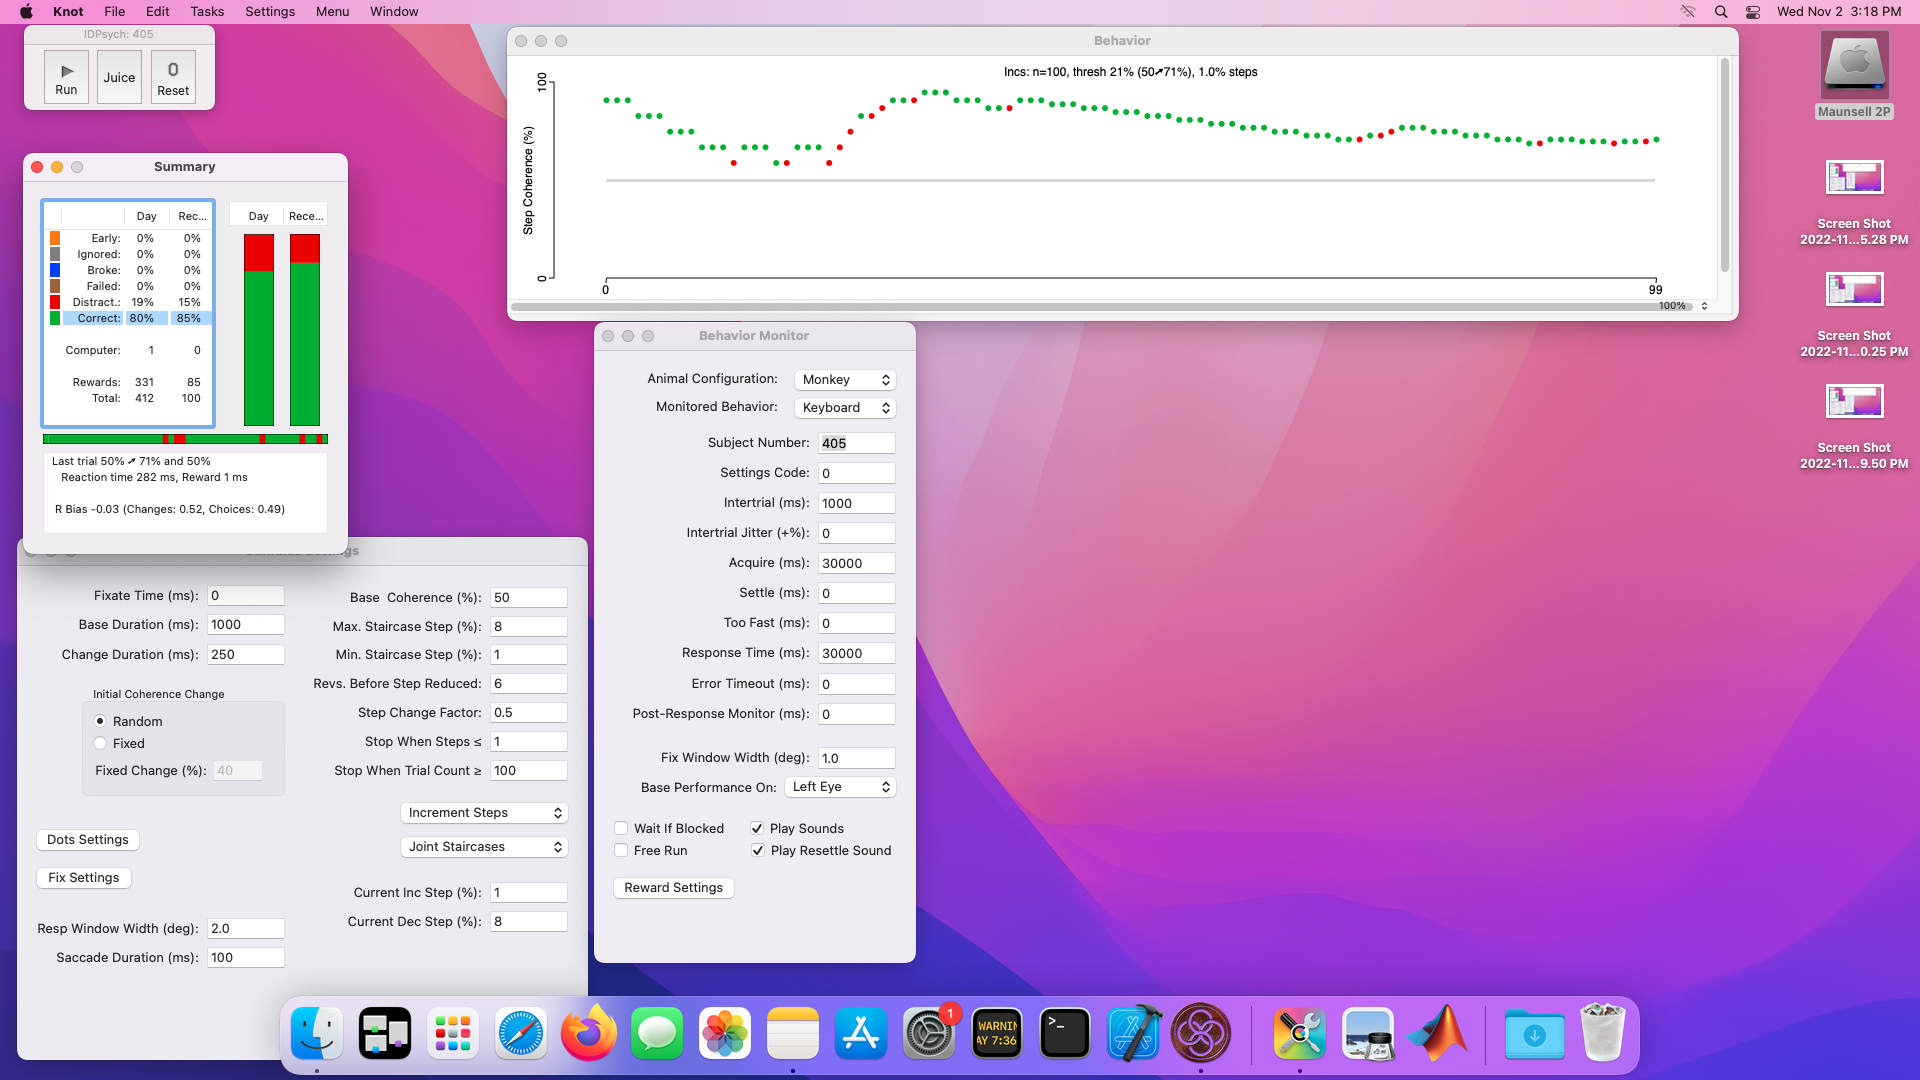 Knot File Edit Tasks Settings Menu Window
Wed Nov 2 3:18 PM
IDPsych: 405
Run
Juice
0
Reset
Behavior
Incs: n=100, thresh 21% (50➚71%), 1.0% steps
Step Coherence (%)
100
0
0
99
100%
Maunsell 2P
Screen Shot
2022-11...5.28 PM
Screen Shot
2022-11...0.25 PM
Screen Shot
2022-11...9.50 PM
Summary
Day Rec...
Early: 0% 0%
Ignored: 0% 0%
Broke: 0% 0%
Failed: 0% 0%
Distract.: 19% 15%
Correct: 80% 85%
Computer: 1 0
Rewards: 331 85
Total: 412 100
Day Rece...
Last trial 50% ➚ 71% and 50%
Reaction time 282 ms, Reward 1 ms
R Bias -0.03 (Changes: 0.52, Choices: 0.49)
Fixate Time (ms): 0
Base Duration (ms): 1000
Change Duration (ms): 250
Initial Coherence Change
Random
Fixed
Fixed Change (%): 40
Dots Settings
Fix Settings
Resp Window Width (deg): 2.0
Saccade Duration (ms): 100
Base Coherence (%): 50
Max. Staircase Step (%): 8
Min. Staircase Step (%): 1
Revs. Before Step Reduced: 6
Step Change Factor: 0.5
Stop When Steps ≤ 1
Stop When Trial Count ≥ 100
Increment Steps
Joint Staircases
Current Inc Step (%): 1
Current Dec Step (%): 8
Behavior Monitor
Animal Configuration: Monkey
Monitored Behavior: Keyboard
Subject Number: 405
Settings Code: 0
Intertrial (ms): 1000
Intertrial Jitter (+%): 0
Acquire (ms): 30000
Settle (ms): 0
Too Fast (ms): 0
Response Time (ms): 30000
Error Timeout (ms): 0
Post-Response Monitor (ms): 0
Fix Window Width (deg): 1.0
Base Performance On: Left Eye
Wait If Blocked
Play Sounds
Free Run
Play Resettle Sound
Reward Settings
1
WARNIN
AY 7:36
>_